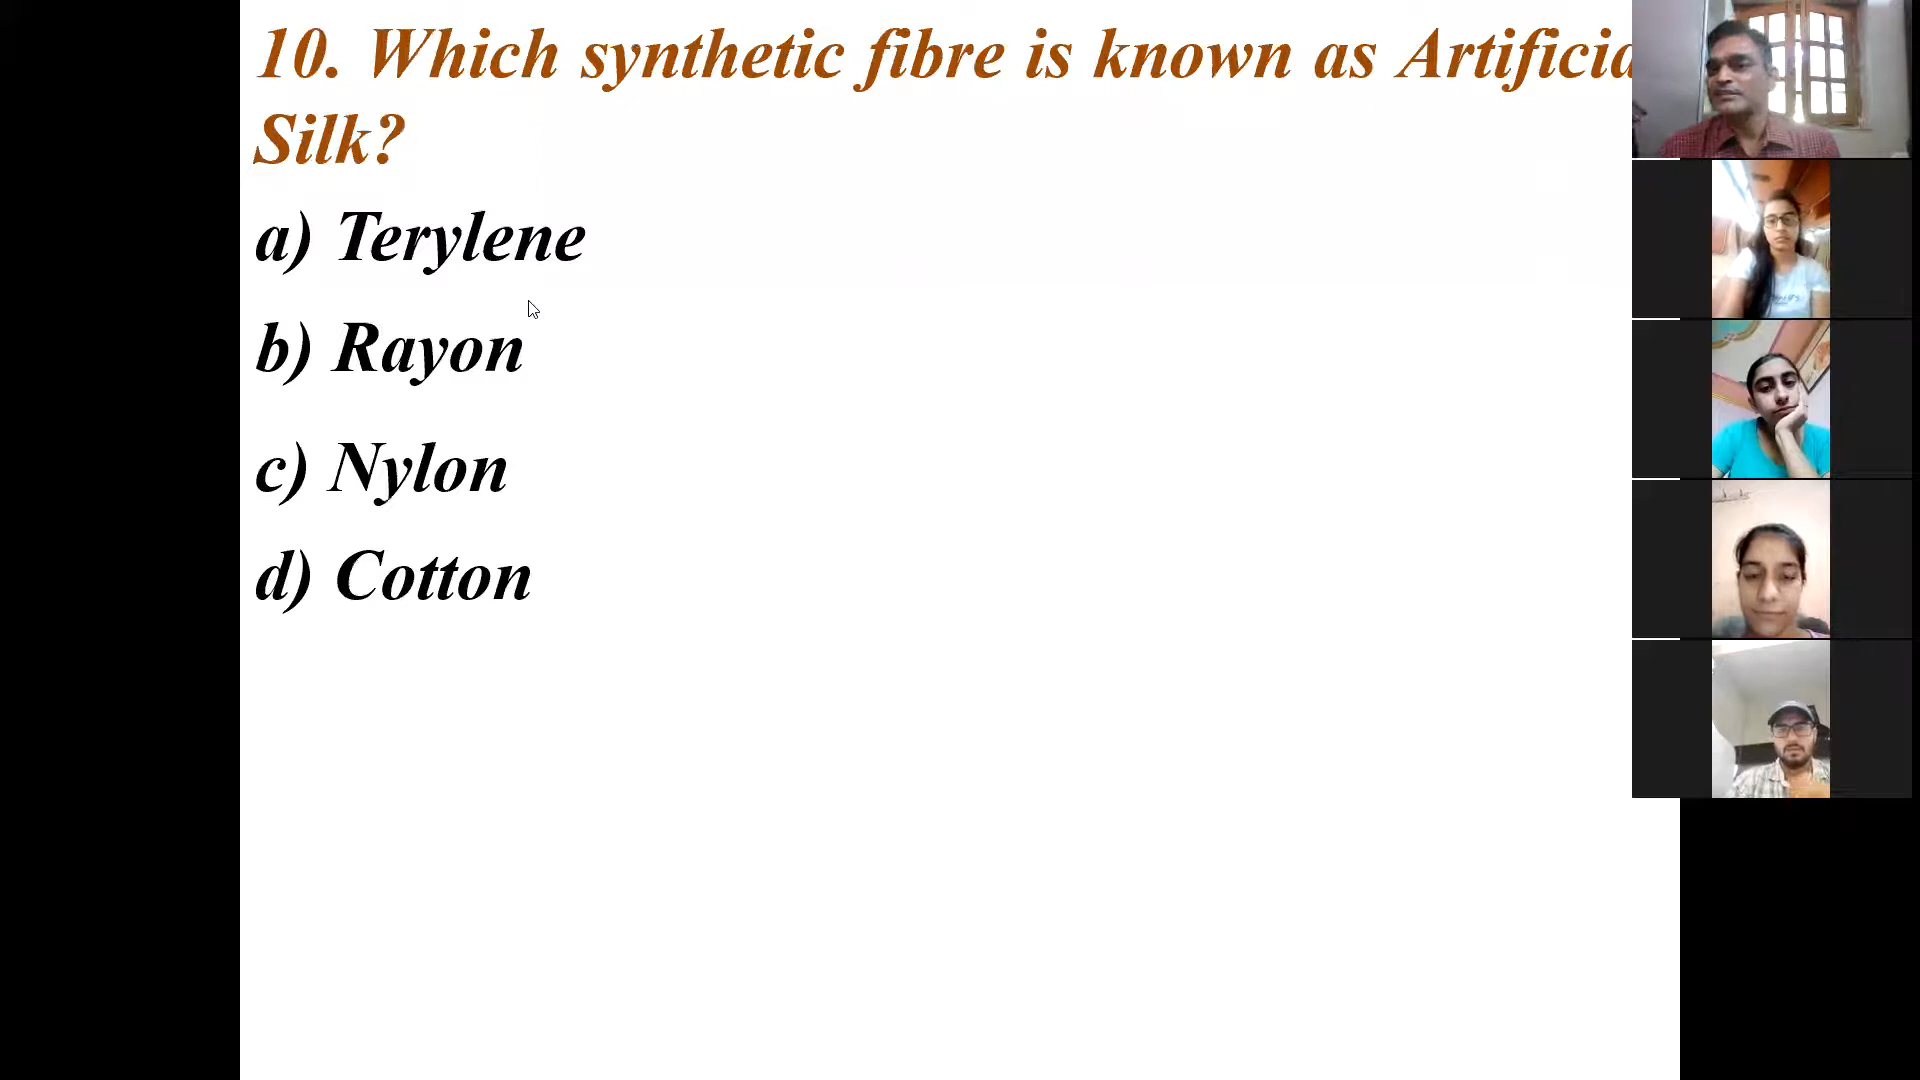 10. Which synthetic fibre is known as Artificia
Silk?
a) Terylene
b) Rayon
c) Nylon
d) Cotton